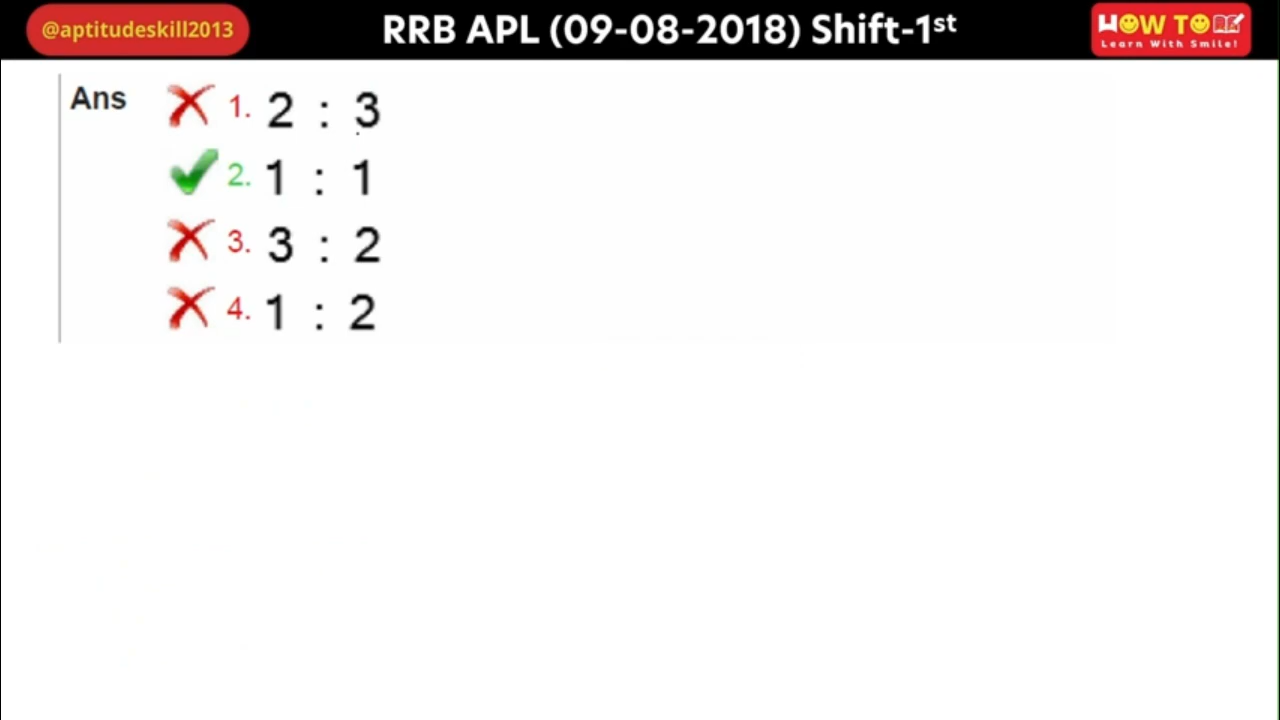 @aptitudeskill2013
RRB APL (09-08-2018) Shift-1st
HOW TO
Learn With Smile!
Ans
1. 2 : 3
2. 1 : 1
3. 3 : 2
4. 1 : 2